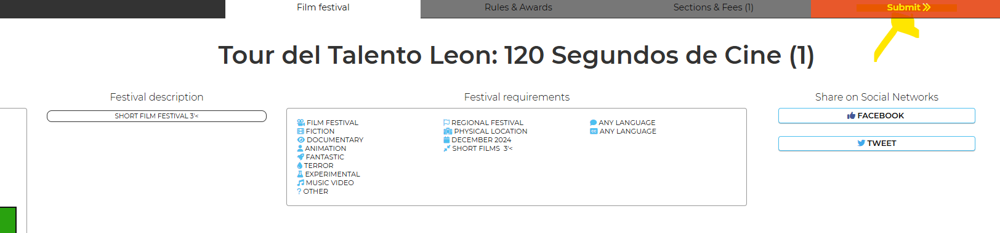 Film festival
Rules & Awards
Sections & Fees (1)
Submit
Tour del Talento Leon: 120 Segundos de Cine (1)
Festival description
SHORT FILM FESTIVAL 3'<
Festival requirements
FILM FESTIVAL
FICTION
DOCUMENTARY
ANIMATION
FANTASTIC
TERROR
EXPERIMENTAL
MUSIC VIDEO
? OTHER
REGIONAL FESTIVAL
PHYSICAL LOCATION
DECEMBER 2024
SHORT FILMS 3'<
ANY LANGUAGE
CC ANY LANGUAGE
Share on Social Networks
FACEBOOK
TWEET